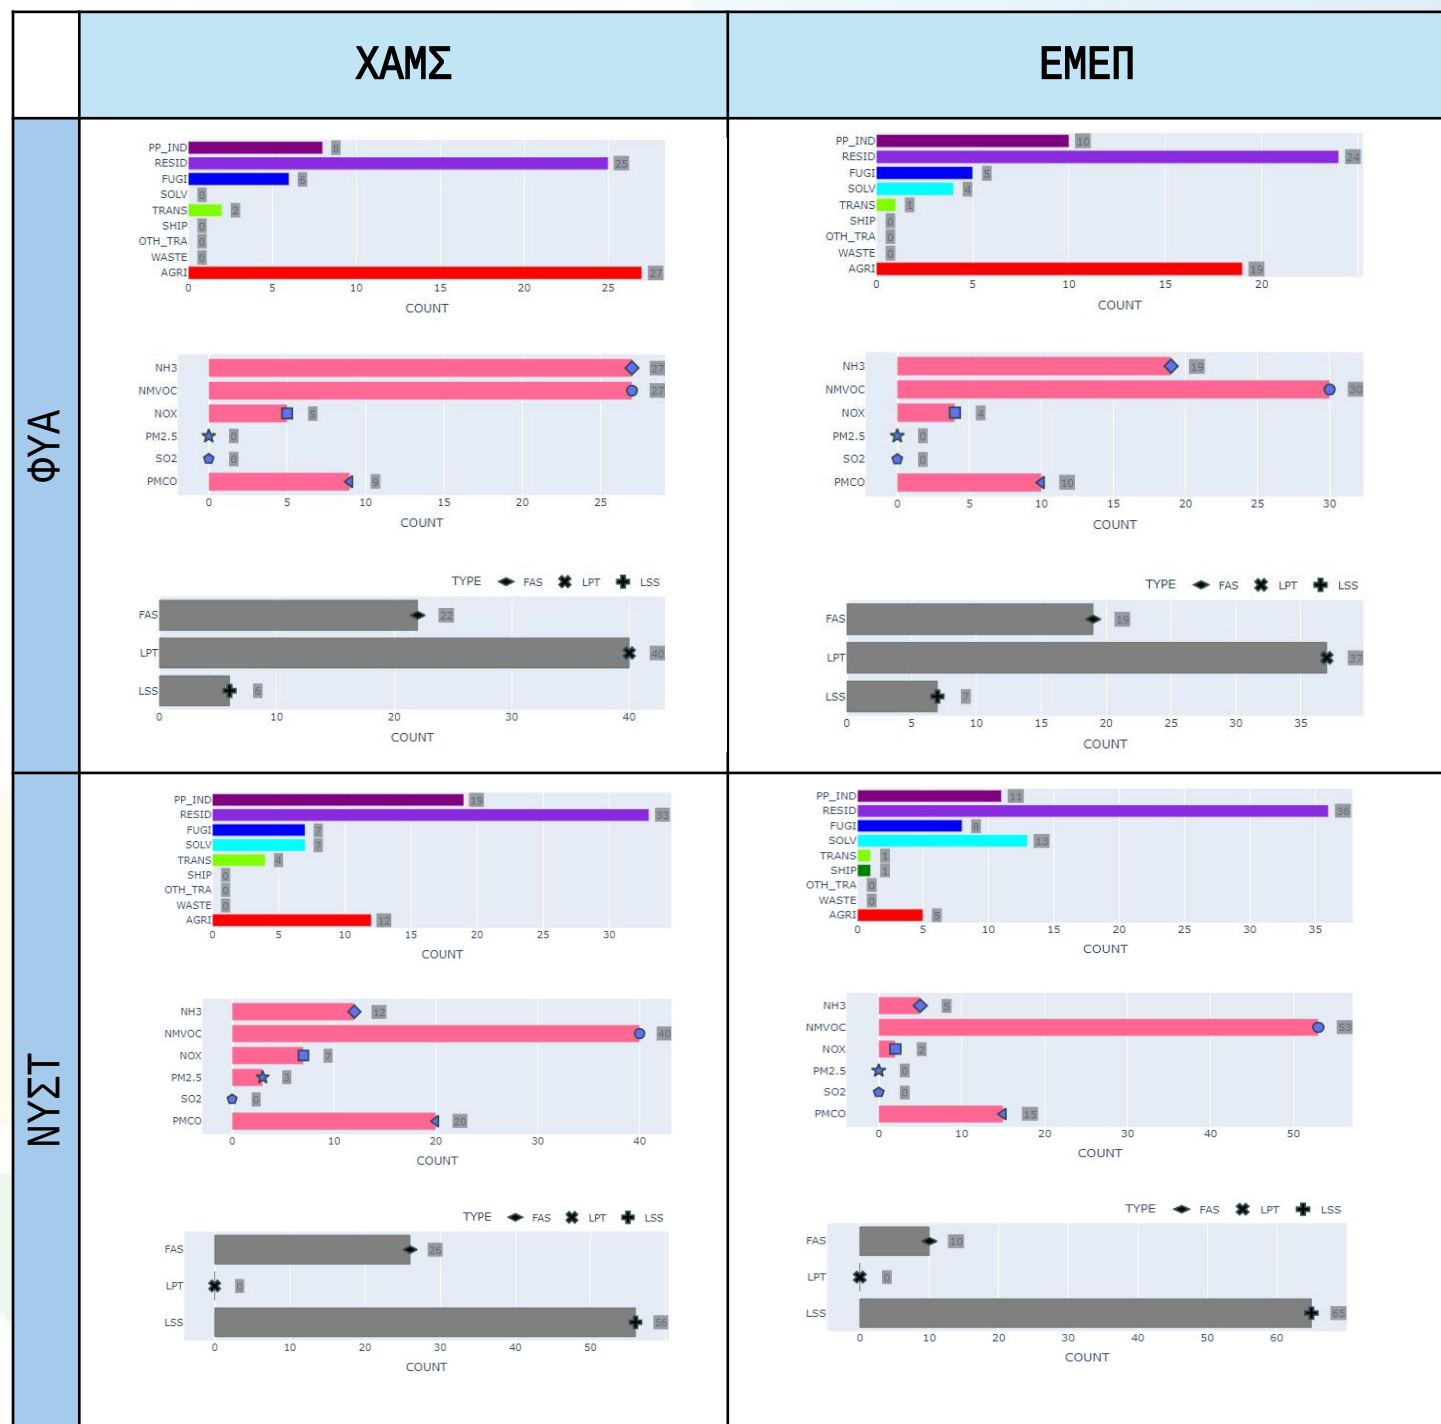 ΧΑΜΣ
ΕΜΕΠ
ΦΥΑ
PP_IND 8
RESID 25
FUGI 6
SOLV 0
TRANS 2
SHIP 0
OTH_TRA 0
WASTE 0
AGRI 27
0 5 10 15 20 25
COUNT
NH3 27
NMVOC 27
NOX 5
PM2.5 0
SO2 0
PMCO 9
0 5 10 15 20 25
COUNT
TYPE FAS LPT LSS
FAS 22
LPT 40
LSS 6
0 10 20 30 40
COUNT
PP_IND 10
RESID 24
FUGI 5
SOLV 4
TRANS 1
SHIP 0
OTH_TRA 0
WASTE 0
AGRI 19
0 5 10 15 20
COUNT
NH3 19
NMVOC 30
NOX 4
PM2.5 0
SO2 0
PMCO 10
0 5 10 15 20 25 30
COUNT
TYPE FAS LPT LSS
FAS 19
LPT 37
LSS 7
0 5 10 15 20 25 30 35
COUNT
ΝΥΣΤ
PP_IND 19
RESID 33
FUGI 7
SOLV 7
TRANS 4
SHIP 0
OTH_TRA 0
WASTE 0
AGRI 12
0 5 10 15 20 25 30
COUNT
NH3 12
NMVOC 40
NOX 7
PM2.5 3
SO2 0
PMCO 20
0 10 20 30 40
COUNT
TYPE FAS LPT LSS
FAS 26
LPT 0
LSS 56
0 10 20 30 40 50
COUNT
PP_IND 11
RESID 36
FUGI 8
SOLV 13
TRANS 1
SHIP 1
OTH_TRA 0
WASTE 0
AGRI 5
0 5 10 15 20 25 30 35
COUNT
NH3 5
NMVOC 53
NOX 2
PM2.5 0
SO2 0
PMCO 15
0 10 20 30 40 50
COUNT
TYPE FAS LPT LSS
FAS 10
LPT 0
LSS 65
0 10 20 30 40 50 60
COUNT